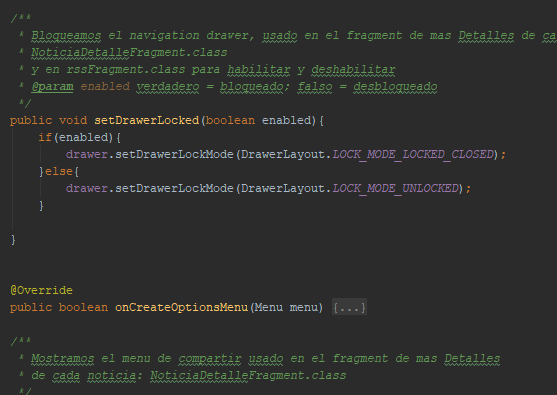 /**
* Bloqueamos el navigation drawer, usado en el fragment de mas Detalles de ca
* NoticiaDetalleFragment.class
* y en rssFragment.class para habilitar y deshabilitar
* @param enabled verdadero = bloqueado; falso = desbloqueado
*/
public void setDrawerLocked(boolean enabled){
if(enabled){
drawer.setDrawerLockMode(DrawerLayout.LOCK_MODE_LOCKED_CLOSED);
}else{
drawer.setDrawerLockMode(DrawerLayout.LOCK_MODE_UNLOCKED);
}
}
@Override
public boolean onCreateOptionsMenu(Menu menu) {...}
/**
* Mostramos el menu de compartir usado en el fragment de mas Detalles
* de cada noticia: NoticiaDetalleFragment.class
*/